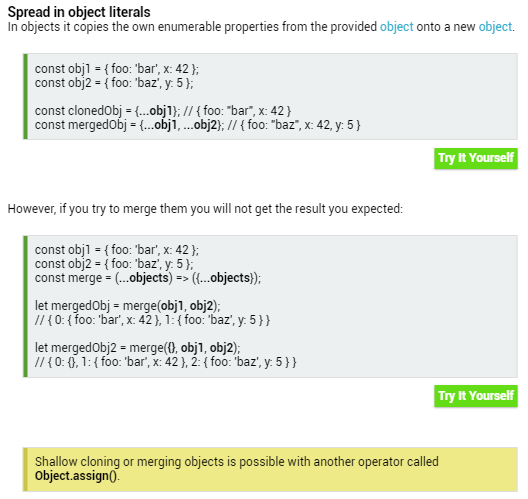 Spread in object literals
In objects it copies the own enumerable properties from the provided object onto a new object.
const obj1 = { foo: 'bar', x: 42 };
const obj2 = { foo: 'baz', y: 5 };
const clonedObj = {...obj1}; // { foo: "bar", x: 42 }
const mergedObj = {...obj1, ...obj2}; // { foo: "baz", x: 42, y: 5 }
Try It Yourself
However, if you try to merge them you will not get the result you expected:
const obj1 = { foo: 'bar', x: 42 };
const obj2 = { foo: 'baz', y: 5 };
const merge = (...objects) => ({...objects});
let mergedObj = merge(obj1, obj2);
// { 0: { foo: 'bar', x: 42 }, 1: { foo: 'baz', y: 5 } }
let mergedObj2 = merge({}, obj1, obj2);
// { 0: {}, 1: { foo: 'bar', x: 42 }, 2: { foo: 'baz', y: 5 } }
Try It Yourself
Shallow cloning or merging objects is possible with another operator called
Object.assign().